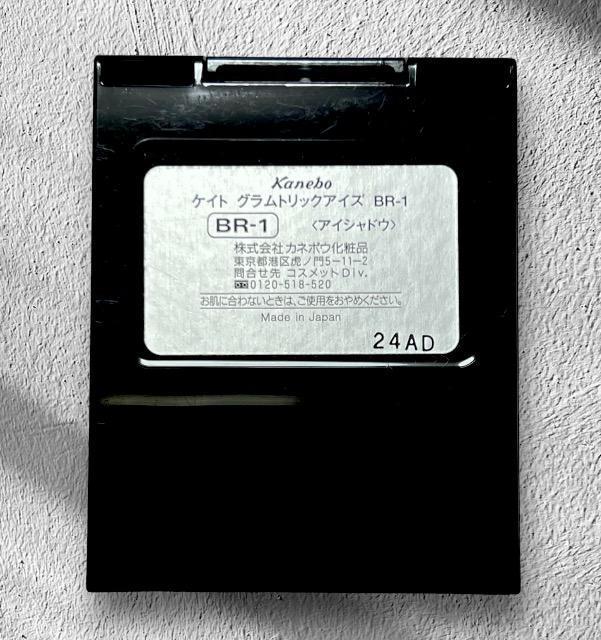 Kanebo
ケイト グラムトリックアイズ BR-1
BR-1 〈アイシャドウ〉
株式会社カネボウ化粧品
東京都港区虎ノ門5-11-2
問合せ先 コスメットDiv.
0120-518-520
お肌に合わないときは、ご使用をおやめください。
Made in Japan
24AD